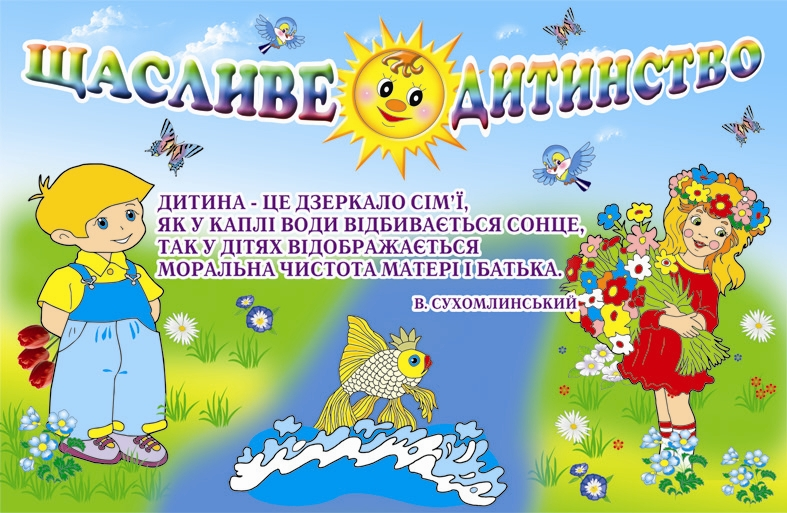 ЩАСЛИВЕ ДИТИНСТВО
ДИТИНА - ЦЕ ДЗЕРКАЛО СІМ'Ї,
ЯК У КАПЛІ ВОДИ ВІДБИВАЄТЬСЯ СОНЦЕ,
ТАК У ДІТЯХ ВІДОБРАЖАЄТЬСЯ
МОРАЛЬНА ЧИСТОТА МАТЕРІ І БАТЬКА.
В. СУХОМЛИНСЬКИЙ